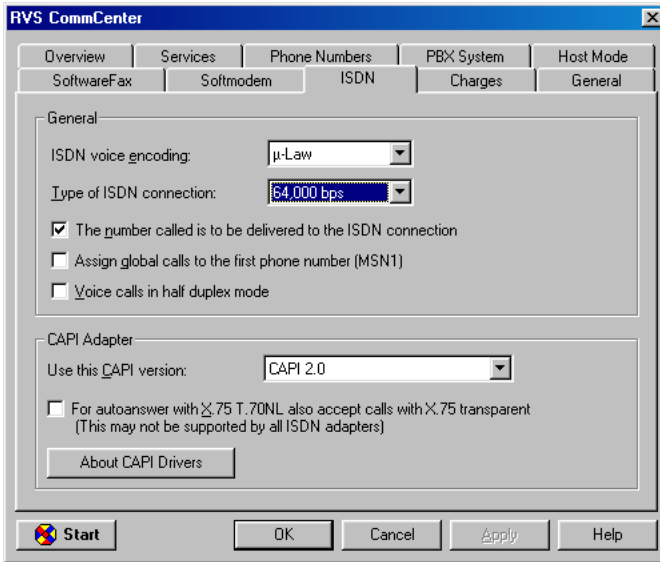 RVS CommCenter
Overview Services Phone Numbers PBX System Host Mode
SoftwareFax Softmodem ISDN Charges General
General
ISDN voice encoding: µ-Law
Type of ISDN connection: 64,000 bps
The number called is to be delivered to the ISDN connection
Assign global calls to the first phone number (MSN1)
Voice calls in half duplex mode
CAPI Adapter
Use this CAPI version: CAPI 2.0
For autoanswer with X.75 T.70NL also accept calls with X.75 transparent
(This may not be supported by all ISDN adapters)
About CAPI Drivers
Start OK Cancel Apply Help